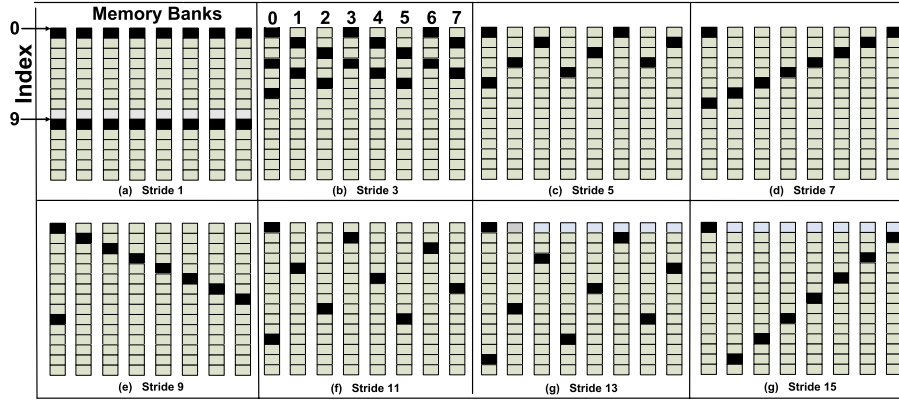 Memory Banks
0 1 2 3 4 5 6 7
0
Index
9
(a) Stride 1
(b) Stride 3
(c) Stride 5
(d) Stride 7
(e) Stride 9
(f) Stride 11
(g) Stride 13
(g) Stride 15